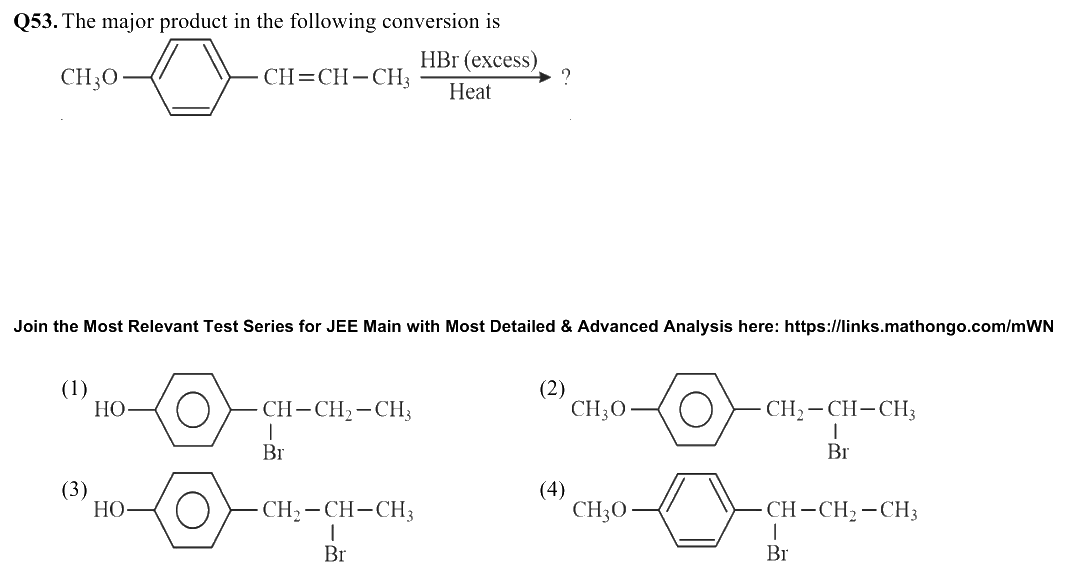 Q53. The major product in the following conversion is
CH₃O CH=CH–CH₃ HBr (excess) Heat ?
Join the Most Relevant Test Series for JEE Main with Most Detailed & Advanced Analysis here: https://links.mathongo.com/mWN
(1) HO CH–CH₂–CH₃
Br
(2) CH₃O CH₂–CH–CH₃
Br
(3) HO CH₂–CH–CH₃
Br
(4) CH₃O CH–CH₂–CH₃
Br